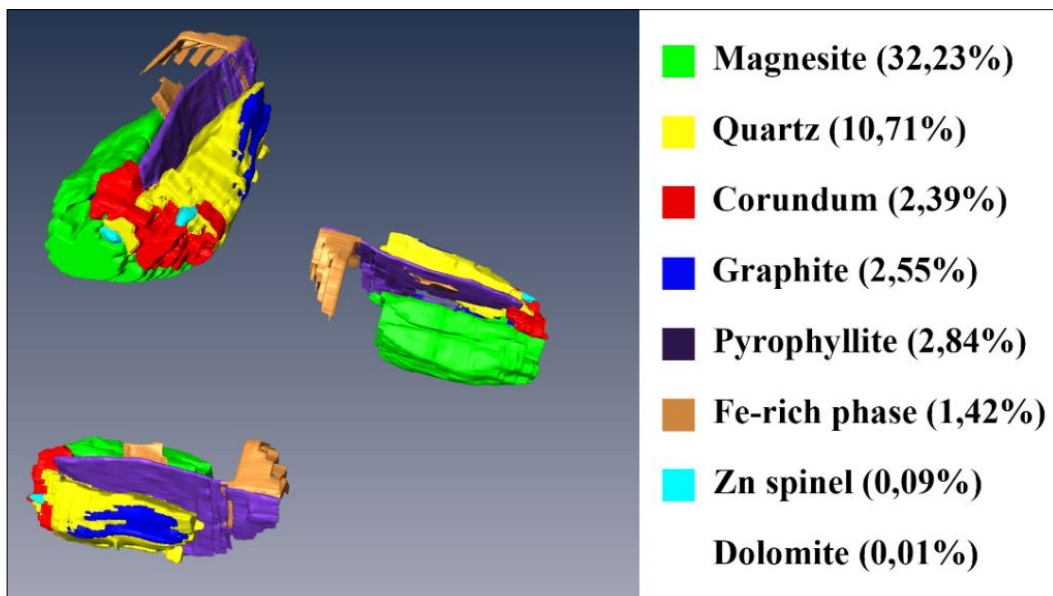 Magnesite (32,23%)
Quartz (10,71%)
Corundum (2,39%)
Graphite (2,55%)
Pyrophyllite (2,84%)
Fe-rich phase (1,42%)
Zn spinel (0,09%)
Dolomite (0,01%)